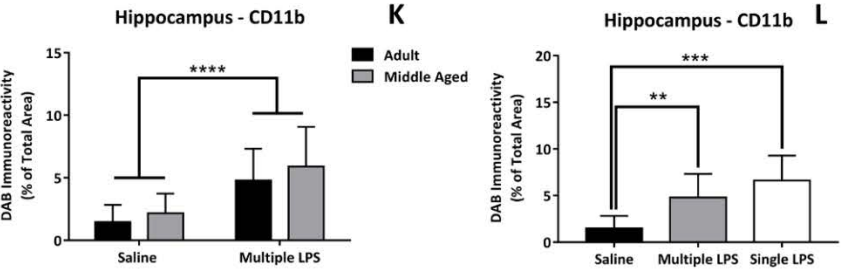 Hippocampus - CD11b
K
DAB Immunoreactivity
(% of Total Area)
15
10
5
0
****
Saline
Multiple LPS
Adult
Middle Aged
Hippocampus - CD11b
L
DAB Immunoreactivity
(% of Total Area)
20
15
10
5
0
***
**
Saline
Multiple LPS
Single LPS